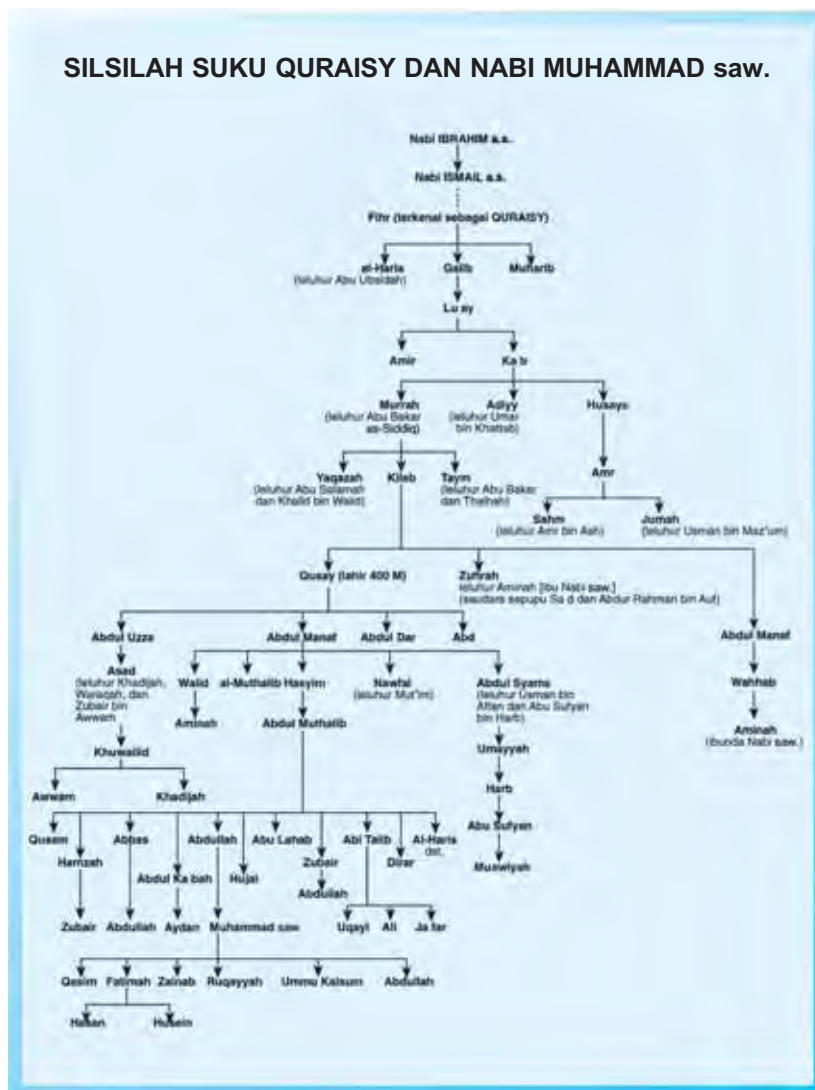 SILSILAH SUKU QURAISY DAN NABI MUHAMMAD saw.
Nabi IBRAHIM a.s.
Nabi ISMAIL a.s.
Fihr (terkenal sebagai QURAISY)
al-Haris Galib Muharib
(leluhur Abu Ubaidah)
Lu ay
Amir Ka b
Murrah Adiyy Husays
(leluhur Abu Bakar (leluhur Umar
as-Siddiq) bin Khattab)
Amr
Yaqazah Kilab Taym
(leluhur Abu Salamah (leluhur Abu Bakar
dan Khalid bin Walid) dan Thalhah)
Sahm Jumah
(leluhur Amr bin Ash) (leluhur Usman bin Maz'um)
Qusay (lahir 400 M) Zuhrah
leluhur Aminah [ibu Nabi saw.]
(saudara sepupu Sa d dan Abdur Rahman bin Auf)
Abdul Uzza Abdul Manaf Abdul Dar Abd Abdul Manaf
Asad Walid al-Muthalib Hasyim Nawfal Abdul Syams Wahhab
(leluhur Khadijah, (leluhur Mut'im) (leluhur Usman bin
Waraqah, dan Affan dan Abu Sufyan
Zubair bin bin Harb)
Awwam Aminah Abdul Muthalib Aminah
(ibunda Nabi saw.)
Khuwailid Umayyah
Awwam Khadijah Harb
Abu Sufyan
Qusam Abbas Abdullah Abu Lahab Abi Talib Al-Haris
dst.
Hamzah Zubair Dirar Muawiyah
Abdul Ka bah Hujal
Abdullah
Zubair Abdullah Aydan Muhammad saw Uqayl Ali Ja far
Qasim Fatimah Zainab Ruqayyah Ummu Kalsum Abdullah
Hasan Husein